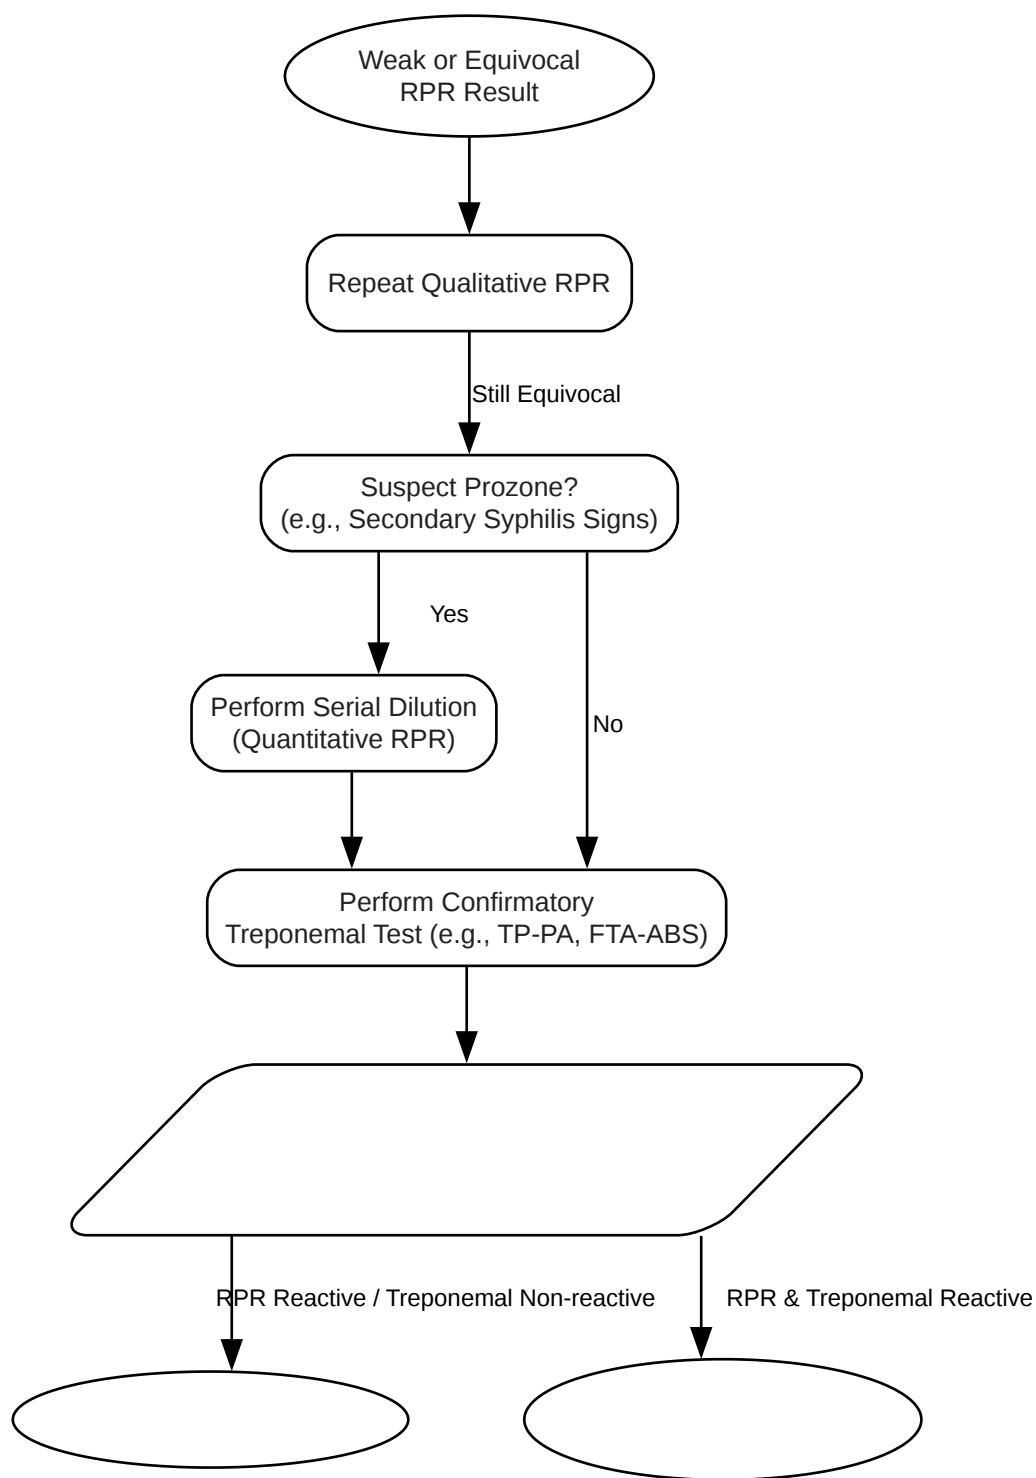 Weak or Equivocal
RPR Result
Repeat Qualitative RPR
Still Equivocal
Suspect Prozone?
(e.g., Secondary Syphilis Signs)
Yes
Perform Serial Dilution
(Quantitative RPR)
No
Perform Confirmatory
Treponemal Test (e.g., TP-PA, FTA-ABS)
RPR Reactive / Treponemal Non-reactive
RPR & Treponemal Reactive